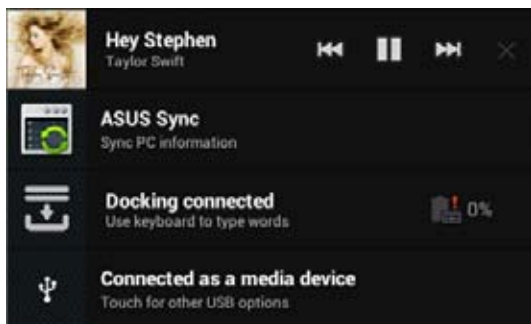 Hey Stephen
Taylor Swift
ASUS Sync
Sync PC information
Docking connected
Use keyboard to type words
0%
Connected as a media device
Touch for other USB options